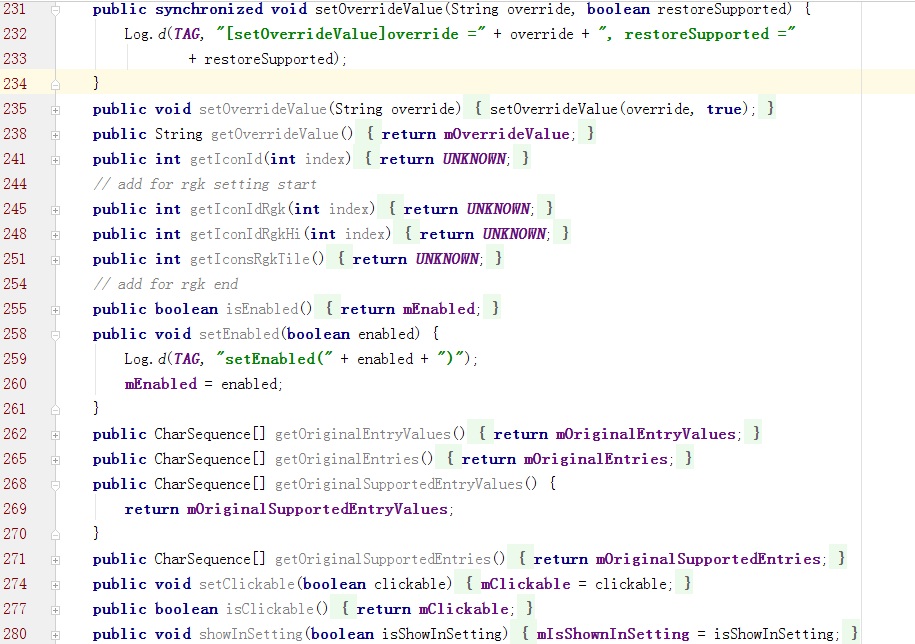 231 public synchronized void setOverrideValue(String override, boolean restoreSupported) {
232 Log.d(TAG, "[setOverrideValue]override =" + override + ", restoreSupported ="
233 + restoreSupported);
234 }
235 public void setOverrideValue(String override) { setOverrideValue(override, true); }
238 public String getOverrideValue() { return mOverrideValue; }
241 public int getIconId(int index) { return UNKNOWN; }
244 // add for rgk setting start
245 public int getIconIdRgk(int index) { return UNKNOWN; }
248 public int getIconIdRgkHi(int index) { return UNKNOWN; }
251 public int getIconsRgkTile() { return UNKNOWN; }
254 // add for rgk end
255 public boolean isEnabled() { return mEnabled; }
258 public void setEnabled(boolean enabled) {
259 Log.d(TAG, "setEnabled(" + enabled + ")");
260 mEnabled = enabled;
261 }
262 public CharSequence[] getOriginalEntryValues() { return mOriginalEntryValues; }
265 public CharSequence[] getOriginalEntries() { return mOriginalEntries; }
268 public CharSequence[] getOriginalSupportedEntryValues() {
269 return mOriginalSupportedEntryValues;
270 }
271 public CharSequence[] getOriginalSupportedEntries() { return mOriginalSupportedEntries; }
274 public void setClickable(boolean clickable) { mClickable = clickable; }
277 public boolean isClickable() { return mClickable; }
280 public void showInSetting(boolean isShowInSetting) { mIsShownInSetting = isShowInSetting; }